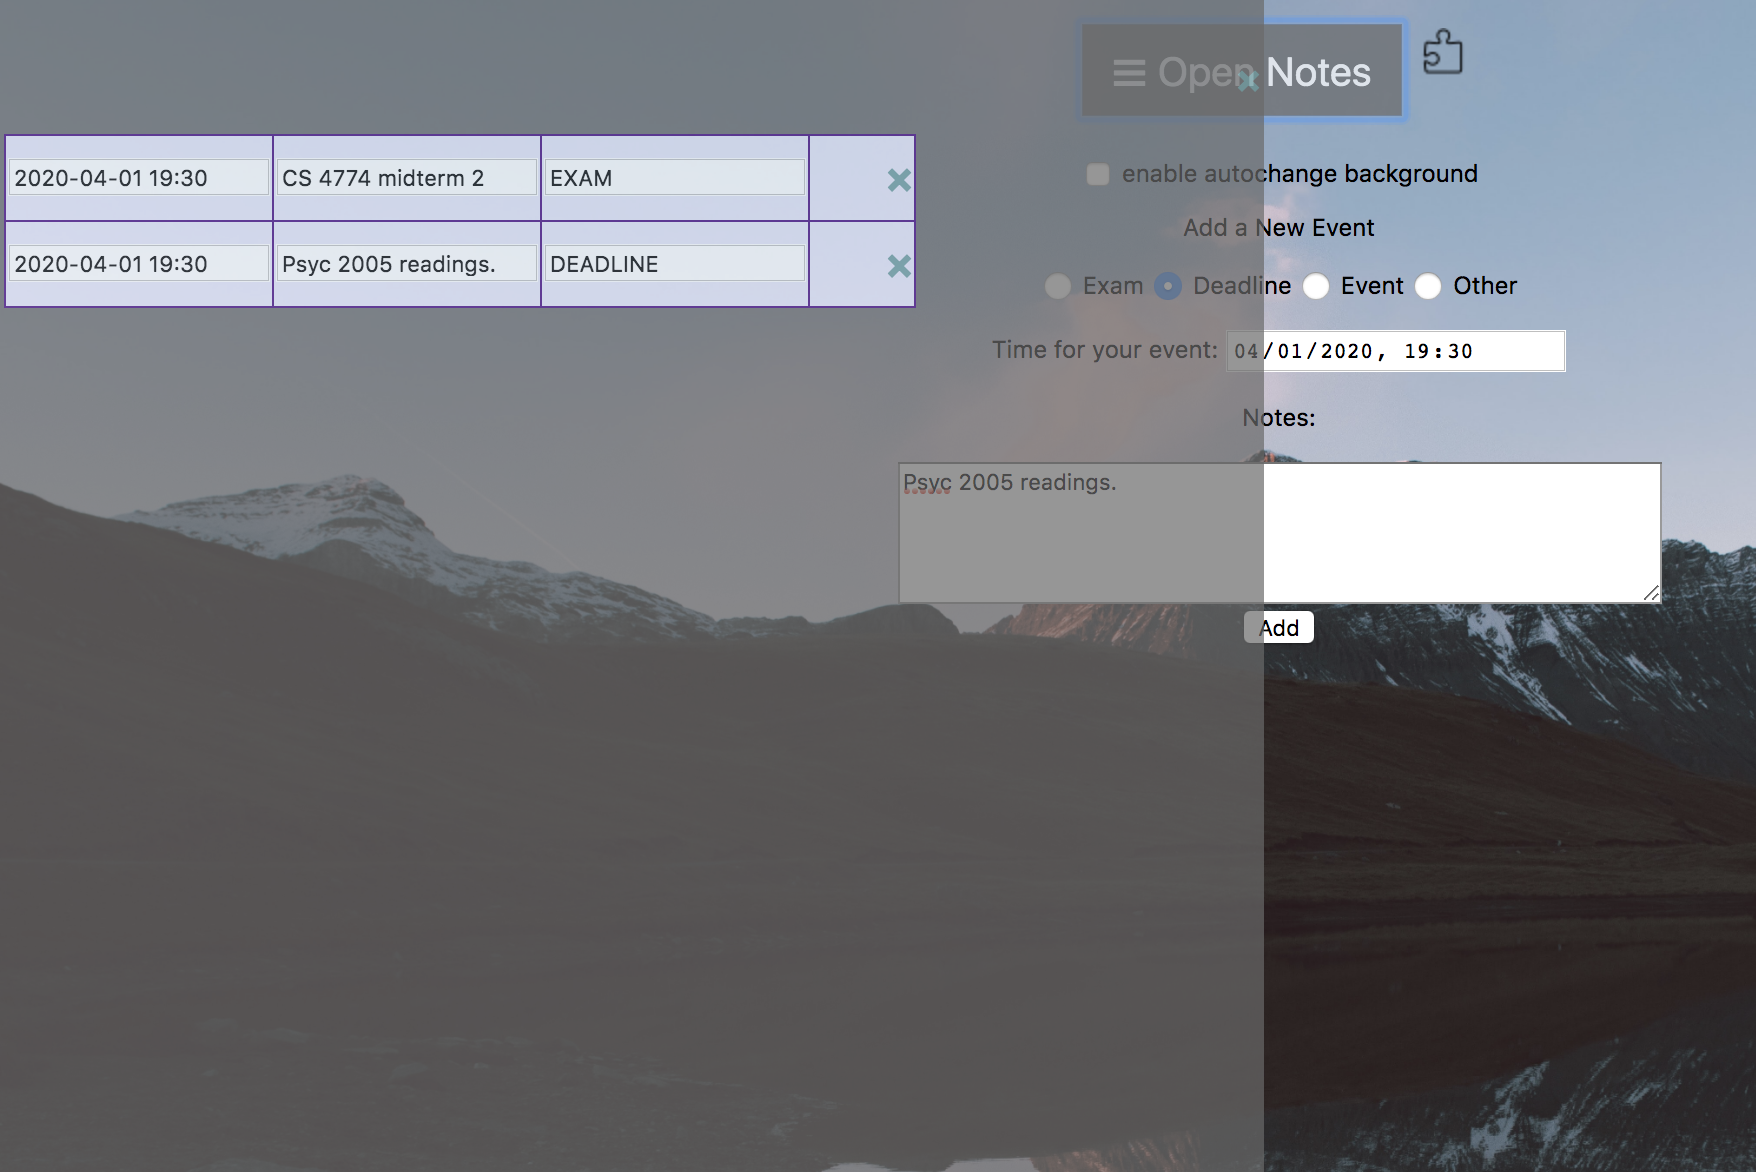 Open Notes
2020-04-01 19:30 CS 4774 midterm 2 EXAM
2020-04-01 19:30 Psyc 2005 readings. DEADLINE
enable autochange background
Add a New Event
Exam Deadline Event Other
Time for your event: 04/01/2020, 19:30
Notes:
Psyc 2005 readings.
Add